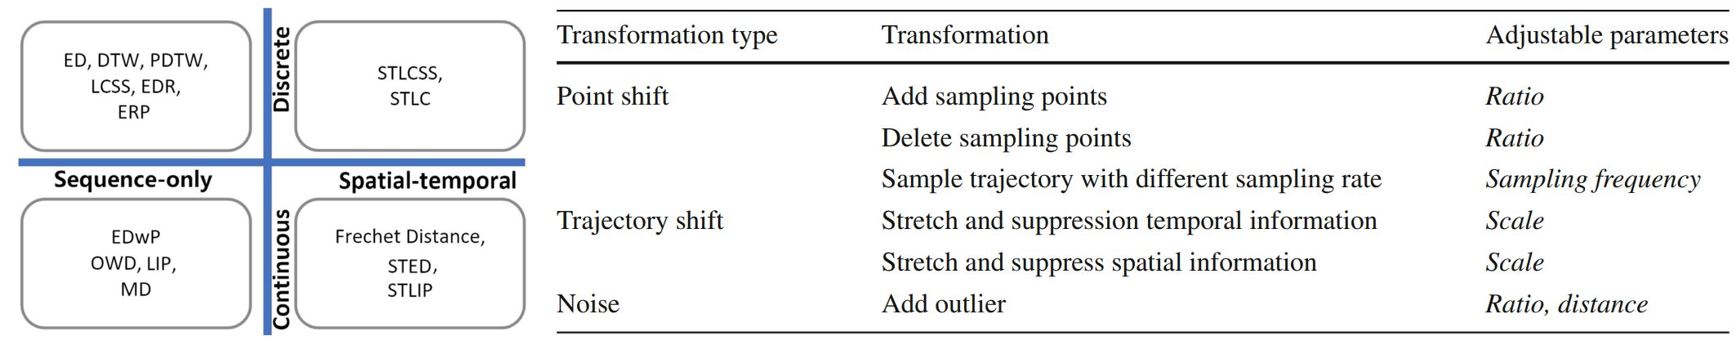 ED, DTW, PDTW,
LCSS, EDR,
ERP
Discrete
STLCSS,
STLC
Sequence-only
Spatial-temporal
EDwP
OWD, LIP,
MD
Continuous
Frechet Distance,
STED,
STLIP
Transformation type Transformation Adjustable parameters
Point shift Add sampling points Ratio
Delete sampling points Ratio
Sample trajectory with different sampling rate Sampling frequency
Trajectory shift Stretch and suppression temporal information Scale
Stretch and suppress spatial information Scale
Noise Add outlier Ratio, distance